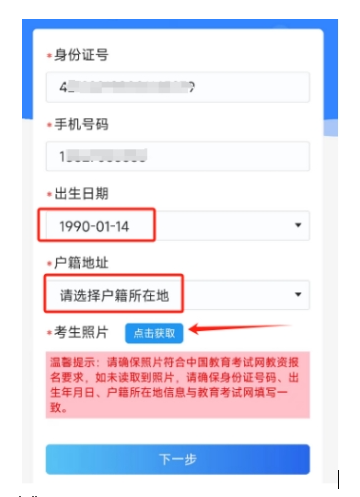 *身份证号
*手机号码
*出生日期
1990-01-14
*户籍地址
请选择户籍所在地
*考生照片 点击获取
温馨提示：请确保照片符合中国教育考试网教资报
名要求，如未读取到照片，请确保身份证号码、出
生年月日、户籍所在地信息与教育考试网填写一
致。
下一步